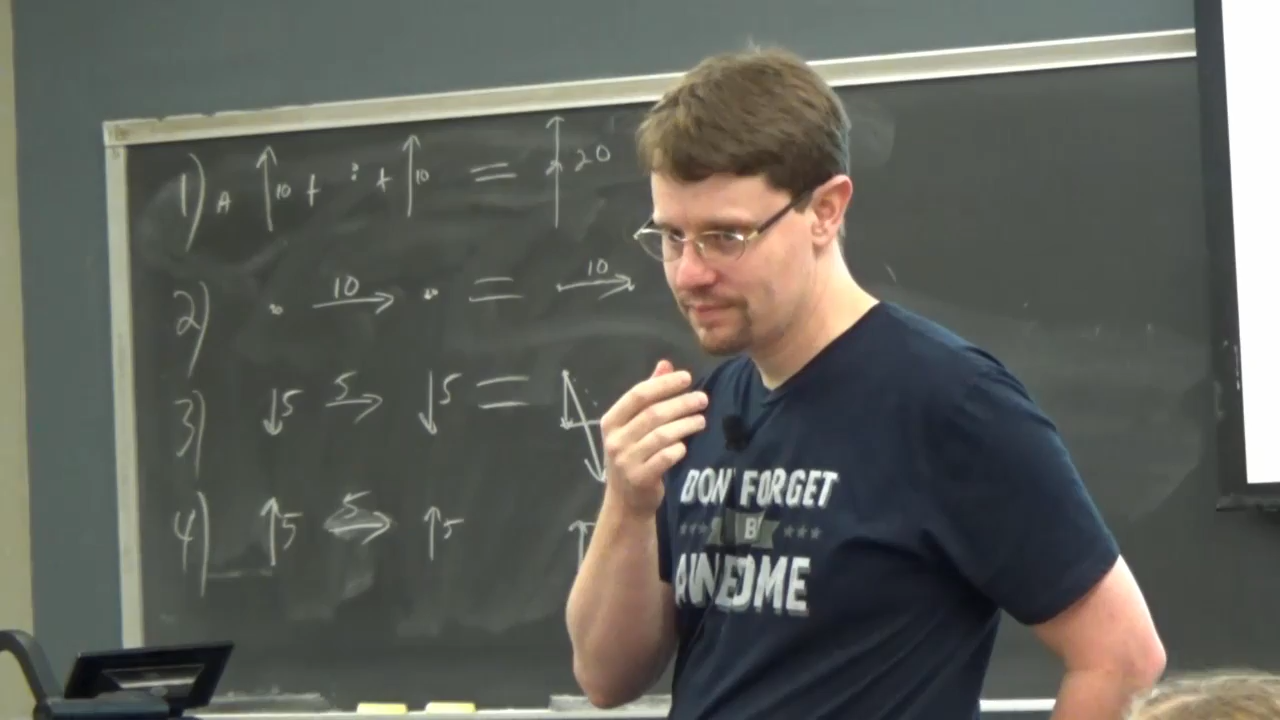 1) A ↑10 + : + ↑10 = ↑20
2) · 10→ · = 10→
3) ↓5 5→ ↓5 =
4) ↑5 5→ ↑5 ↑
DON'T FORGET
B
AWESOME